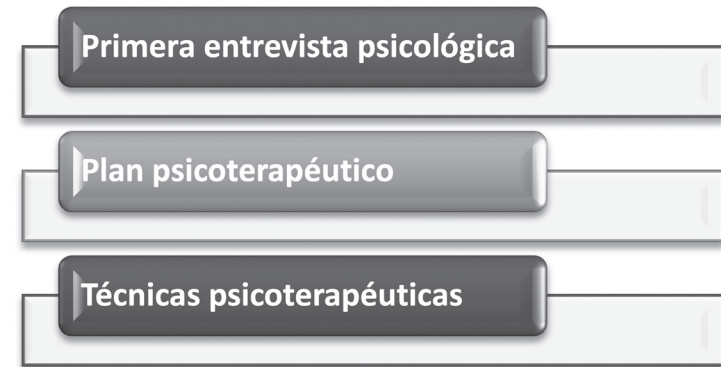 Primera entrevista psicológica
Plan psicoterapéutico
Técnicas psicoterapéuticas